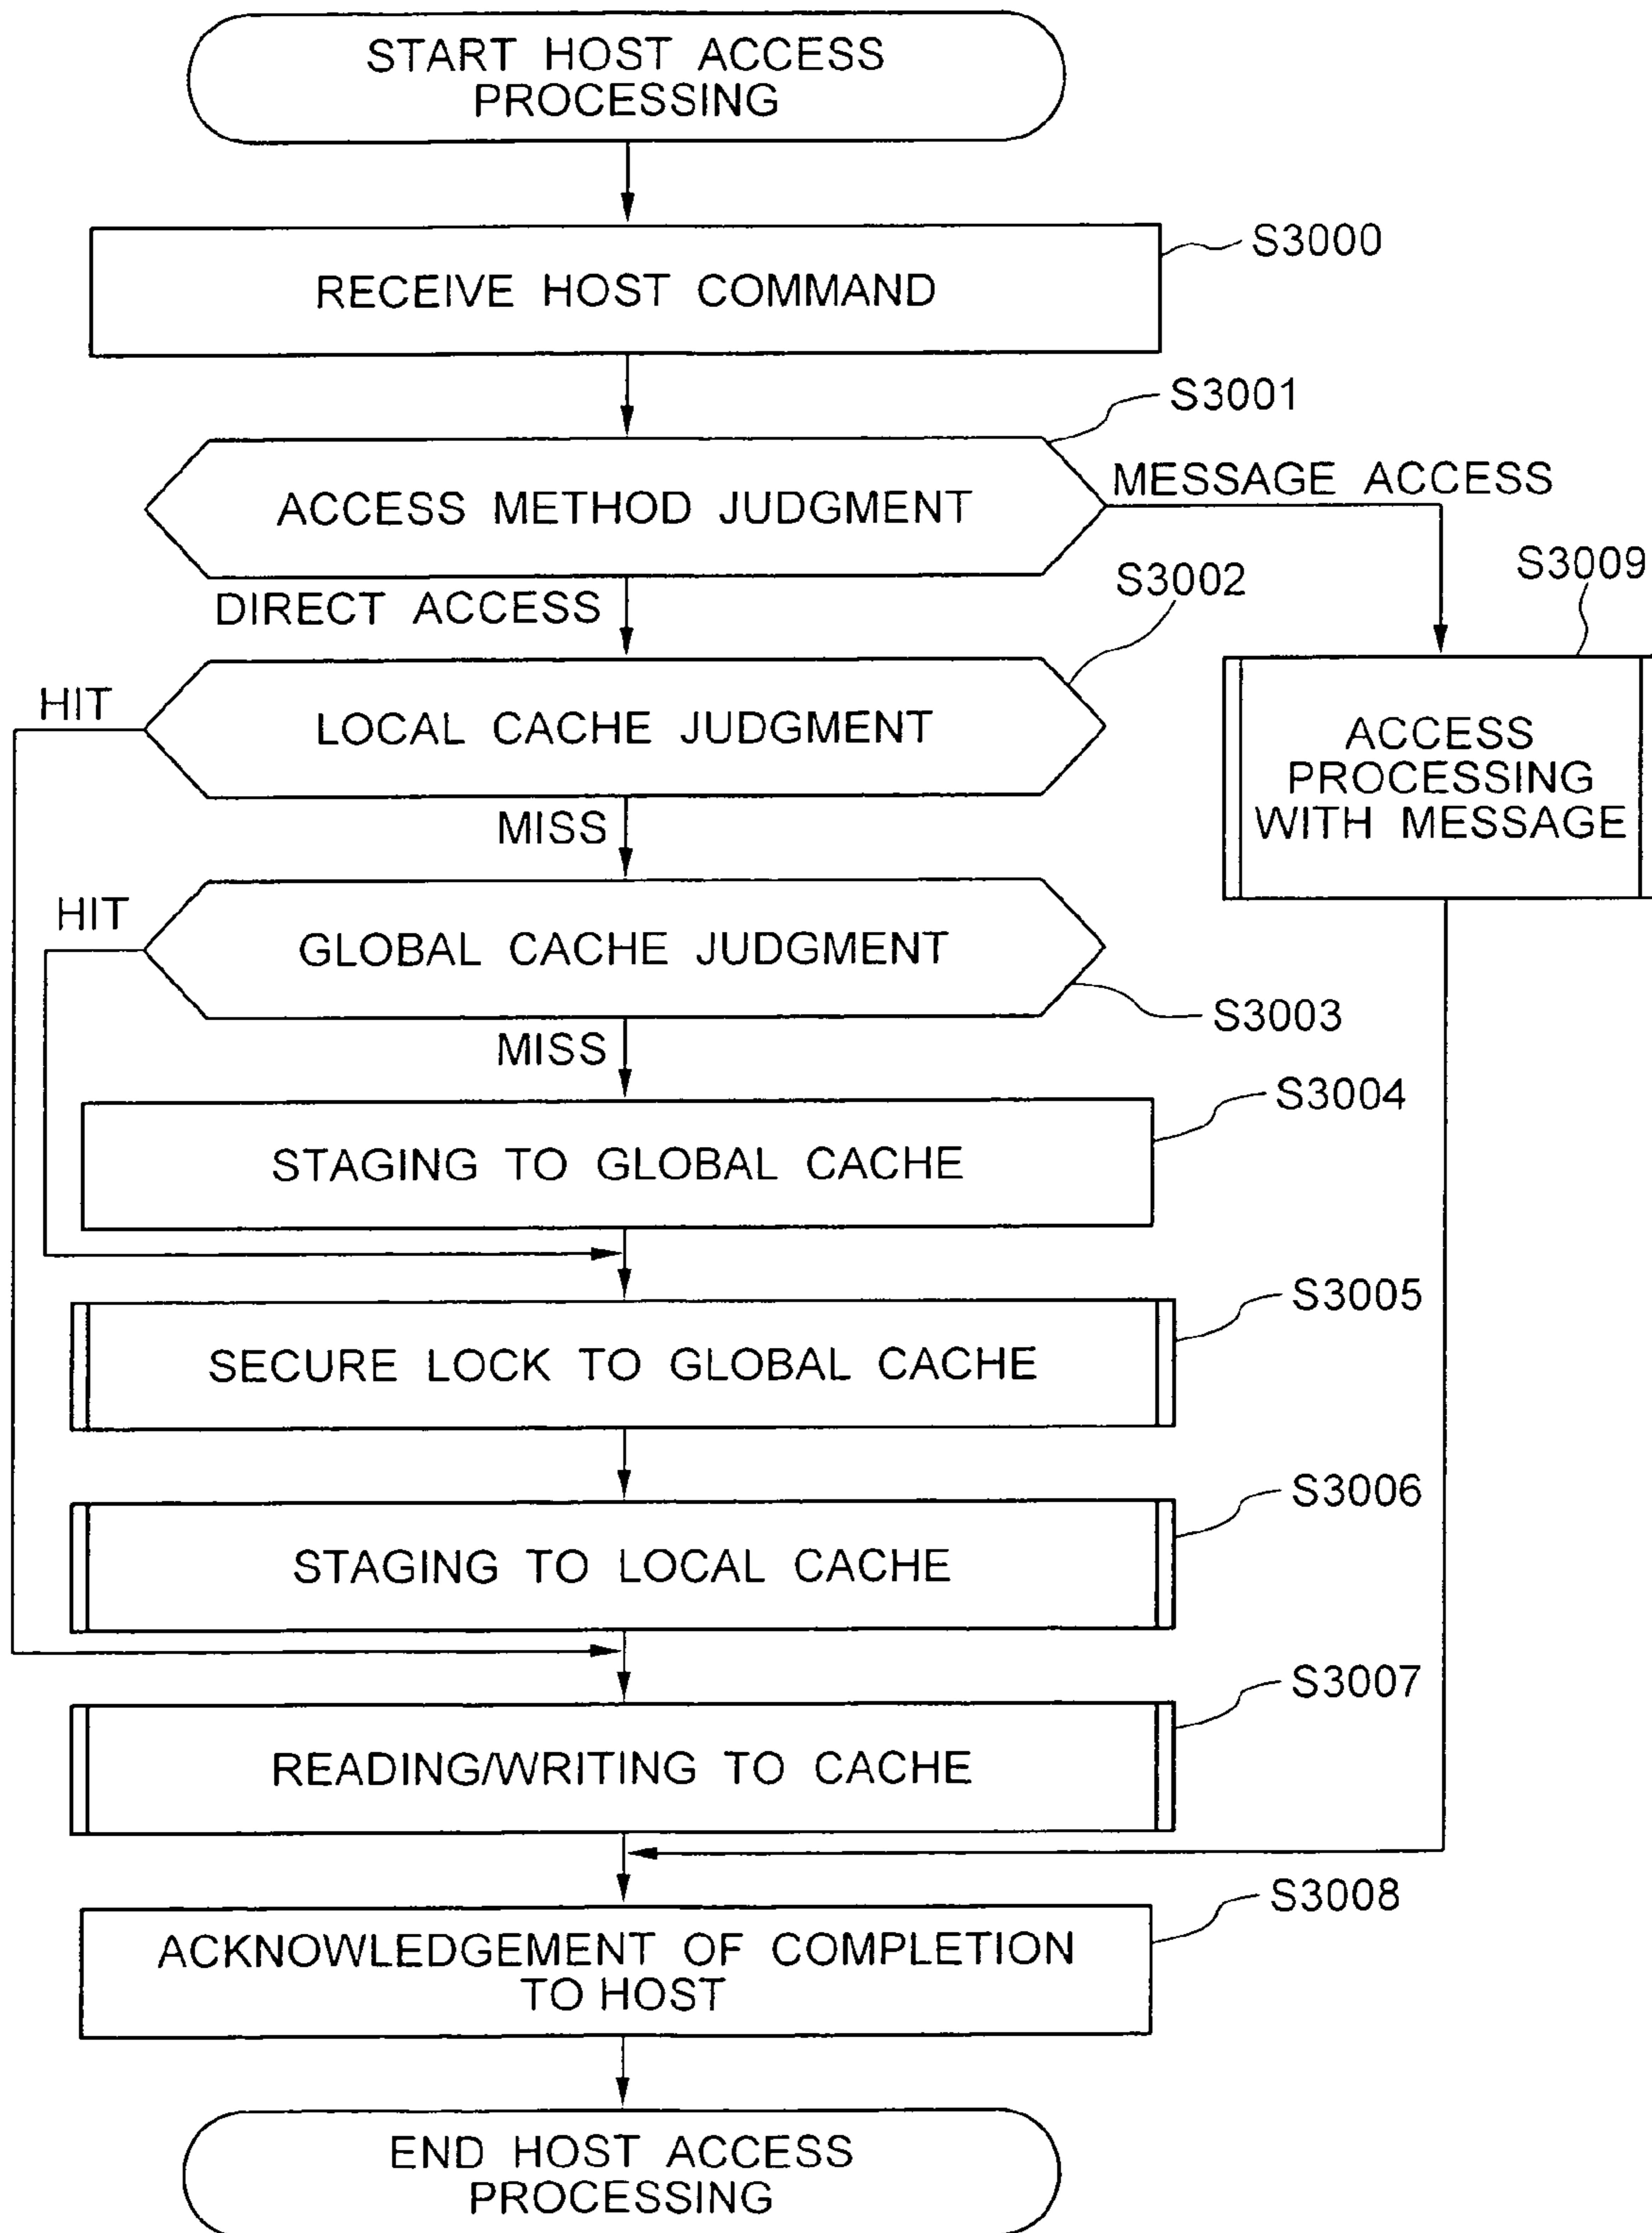 START HOST ACCESS
PROCESSING
S3000
RECEIVE HOST COMMAND
S3001
ACCESS METHOD JUDGMENT
MESSAGE ACCESS
DIRECT ACCESS
S3002
S3009
HIT
LOCAL CACHE JUDGMENT
ACCESS
PROCESSING
WITH MESSAGE
MISS
HIT
GLOBAL CACHE JUDGMENT
S3003
MISS
S3004
STAGING TO GLOBAL CACHE
S3005
SECURE LOCK TO GLOBAL CACHE
S3006
STAGING TO LOCAL CACHE
S3007
READING/WRITING TO CACHE
S3008
ACKNOWLEDGEMENT OF COMPLETION
TO HOST
END HOST ACCESS
PROCESSING